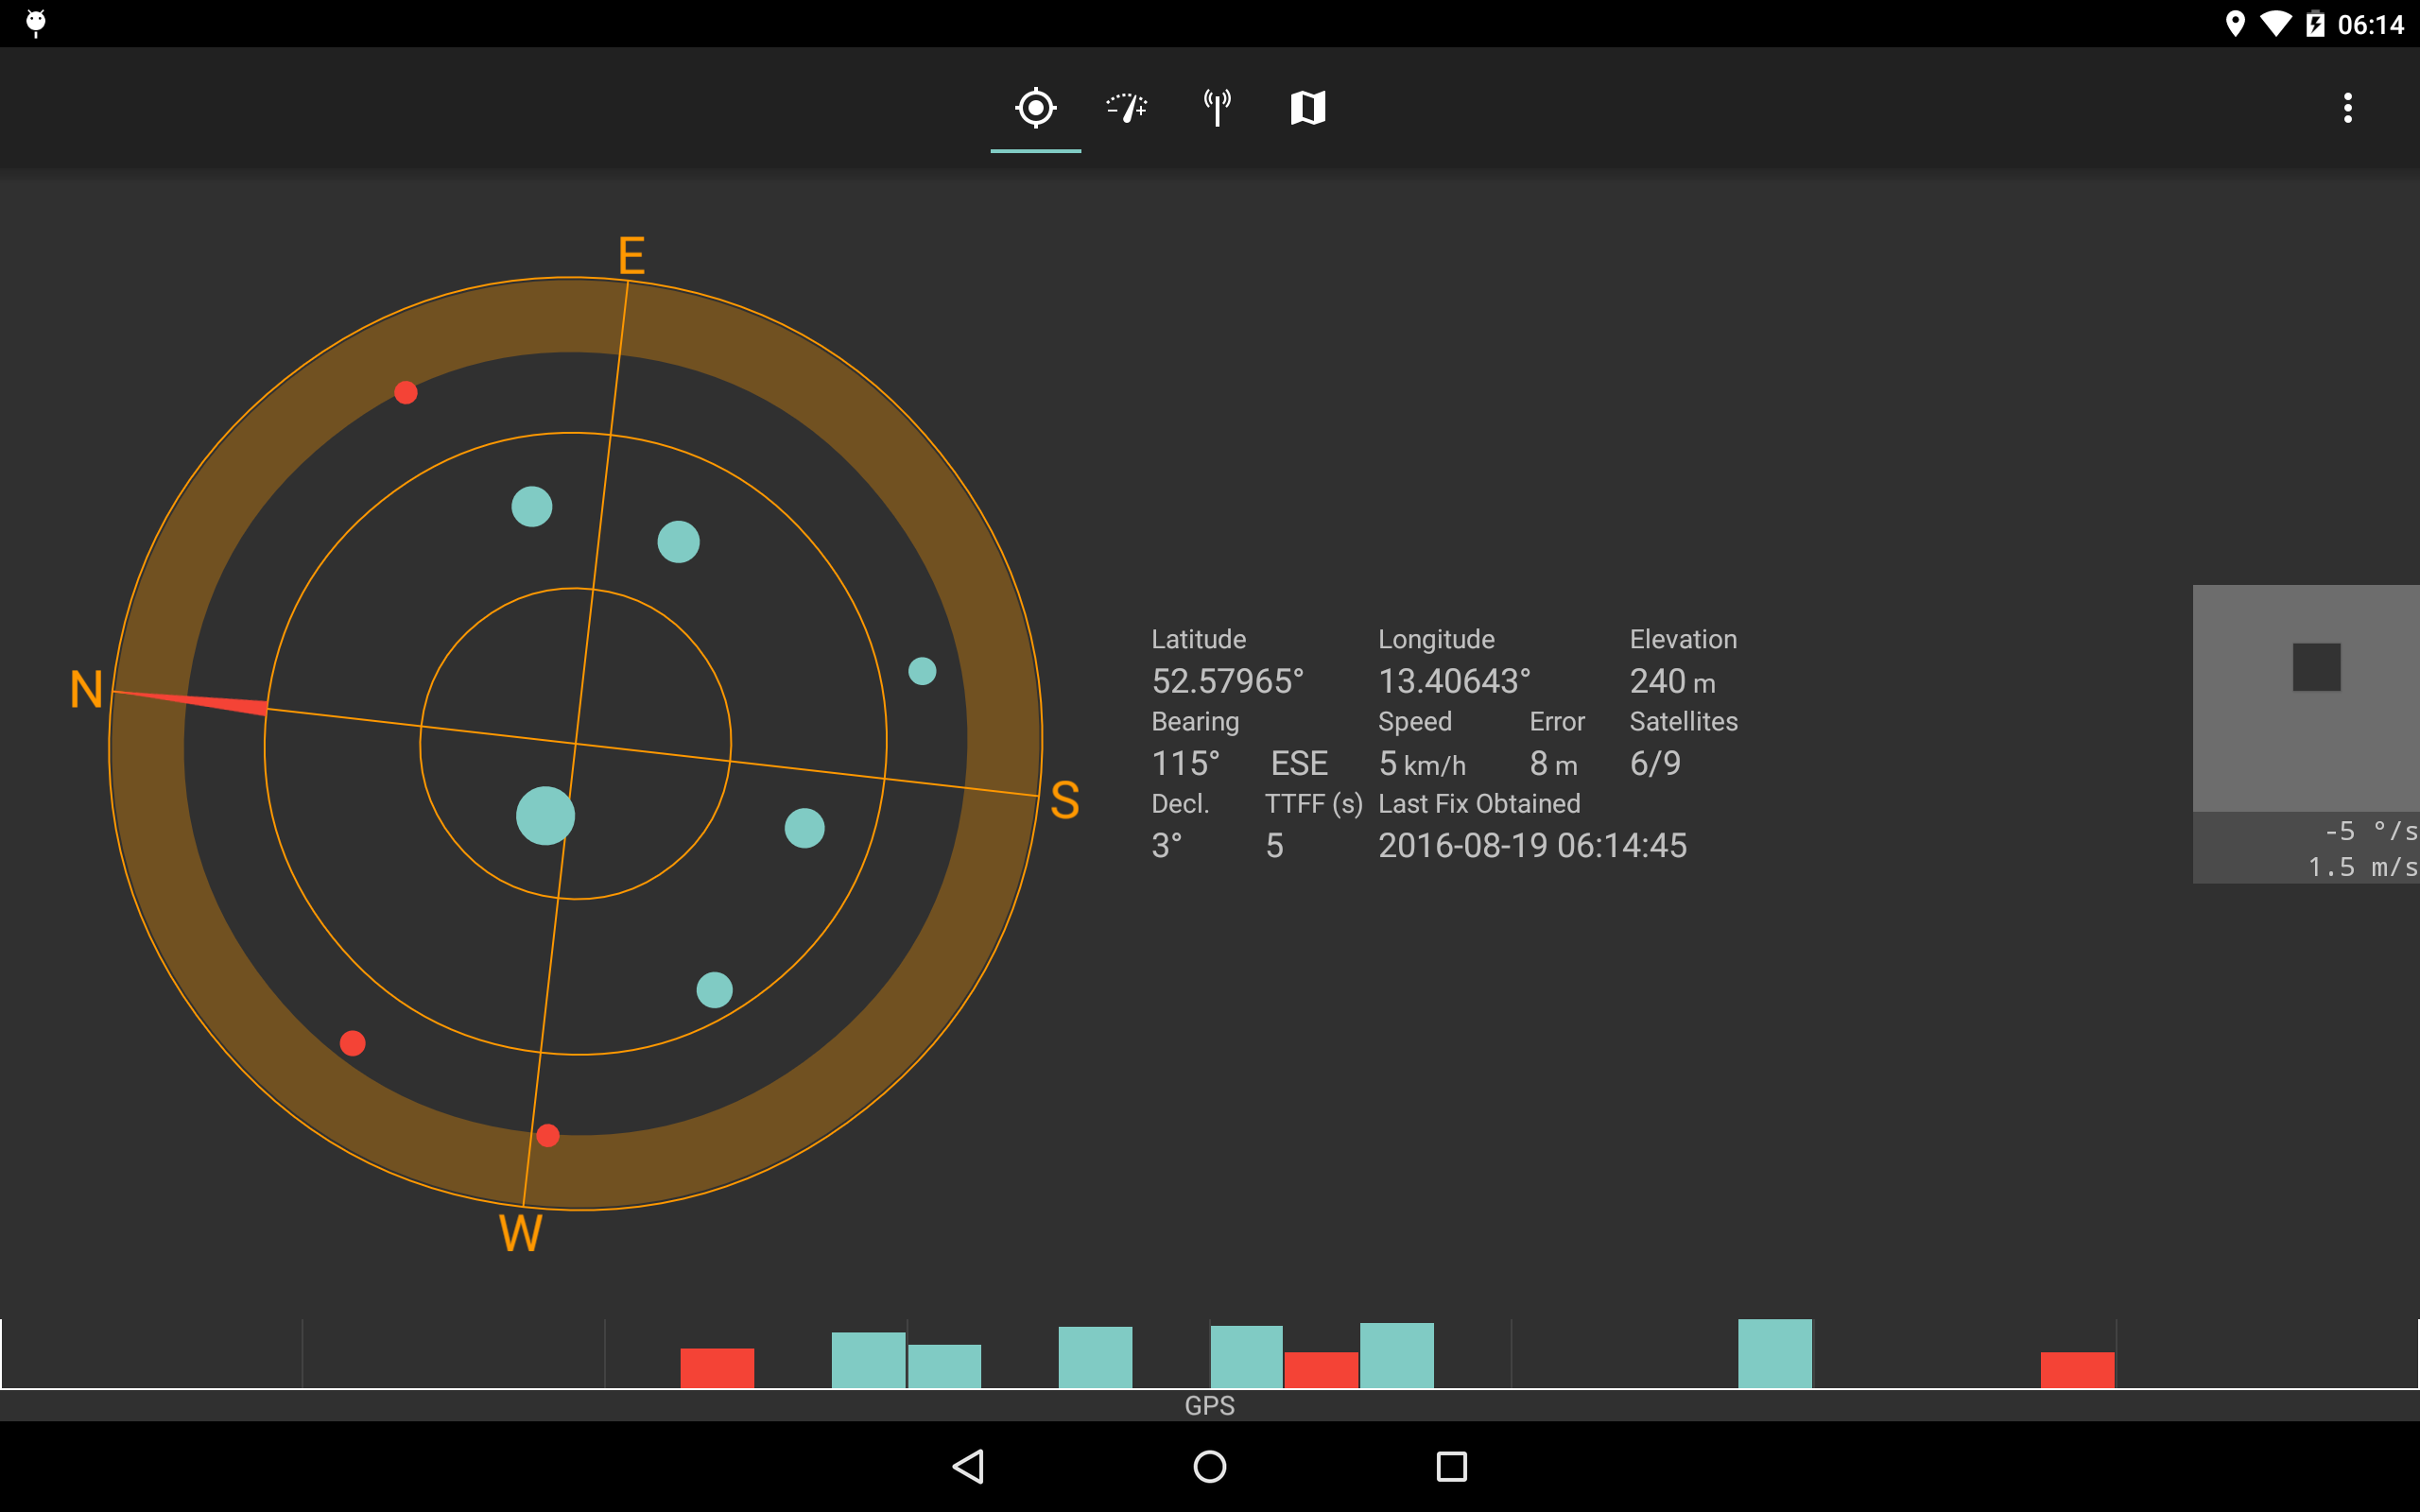 06:14
E
N
S
W
Latitude Longitude Elevation
52.57965° 13.40643° 240 m
Bearing Speed Error Satellites
115° ESE 5 km/h 8 m 6/9
Decl. TTFF (s) Last Fix Obtained
3° 5 2016-08-19 06:14:45
-5 °/s
1.5 m/s
GPS